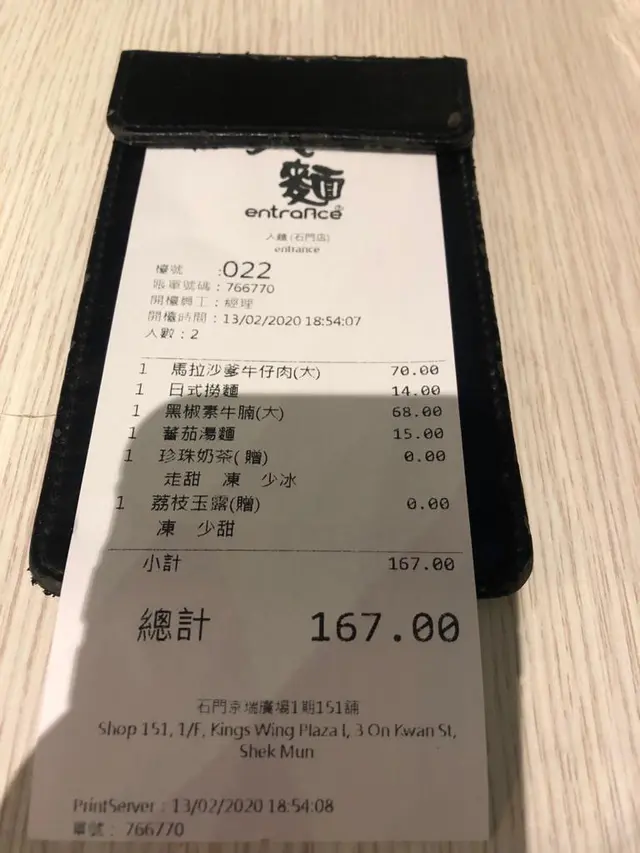 麵
entrance
入麵 (石門店)
entrance
檯號 :022
賬單號碼 : 766770
開檯員工 : 經理
開檯時間 : 13/02/2020 18:54:07
人數 : 2
1 馬拉沙爹牛仔肉(大) 70.00
1 日式撈麵 14.00
1 黑椒素牛腩(大) 68.00
1 蕃茄湯麵 15.00
1 珍珠奶茶( 贈) 0.00
走甜 凍 少冰
1 荔枝玉露(贈) 0.00
凍 少甜
小計 167.00
總計 167.00
石門京瑞廣場1期151舖
Shop 151, 1/F, Kings Wing Plaza I, 3 On Kwan St,
Shek Mun
PrintServer : 13/02/2020 18:54:08
單號 : 766770